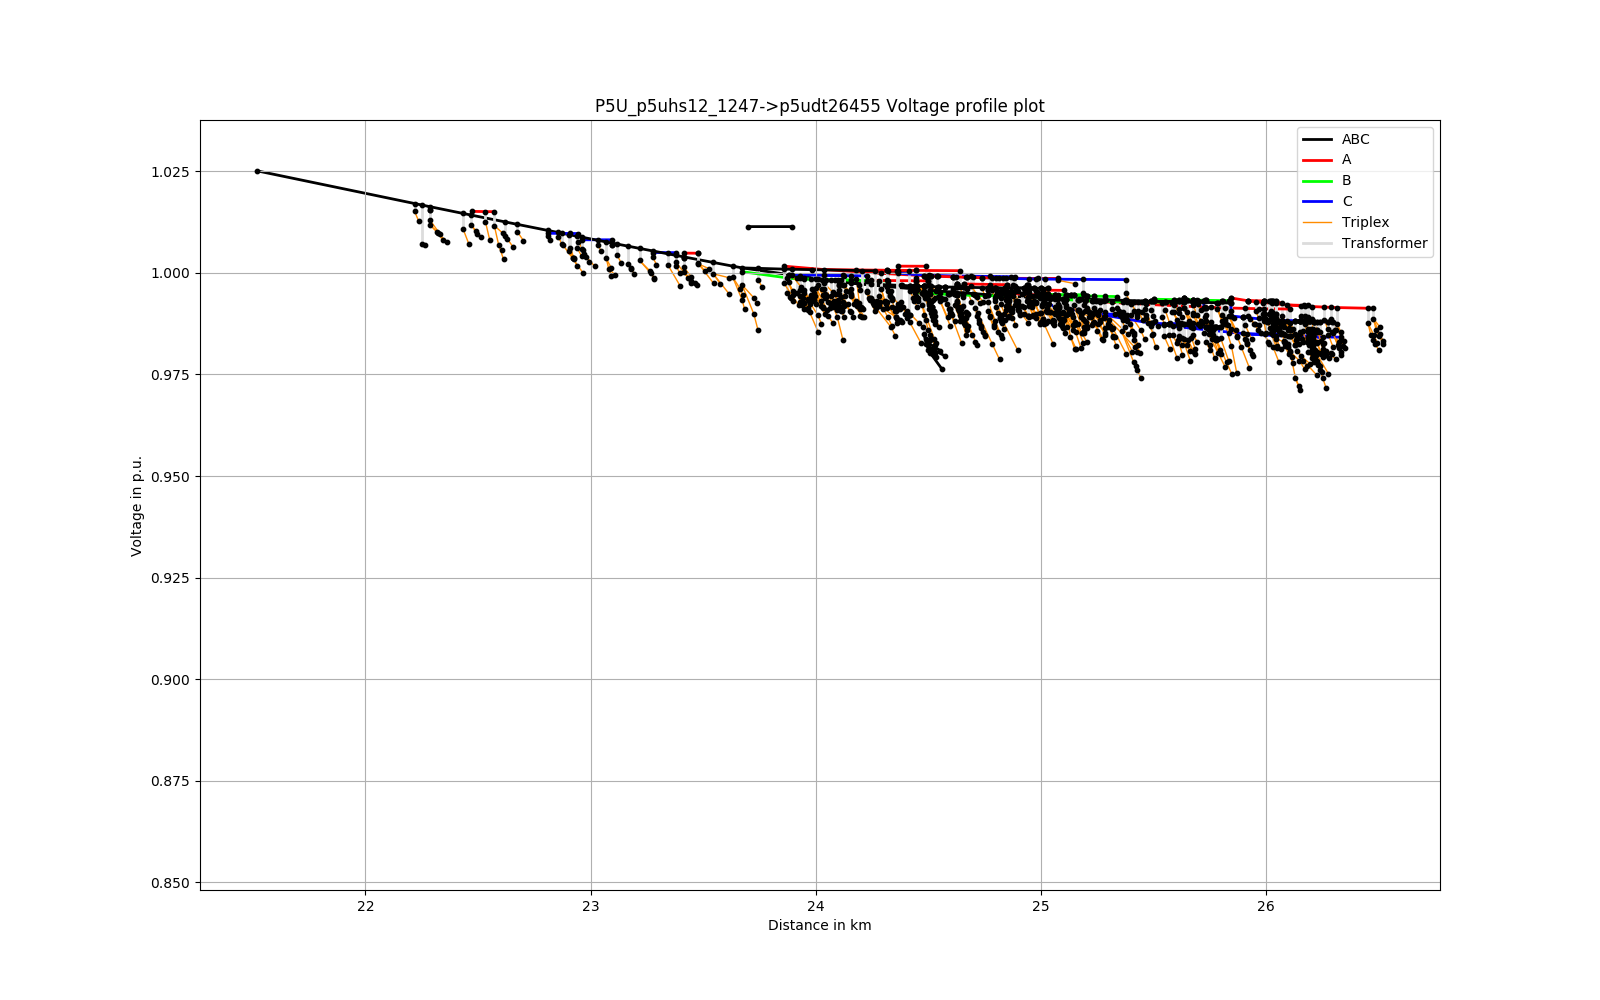 P5U_p5uhs12_1247->p5udt26455 Voltage profile plot
ABC
A
B
C
Triplex
Transformer
1.025
1.000
0.975
0.950
0.925
0.900
0.875
0.850
Voltage in p.u.
22 23 24 25 26
Distance in km